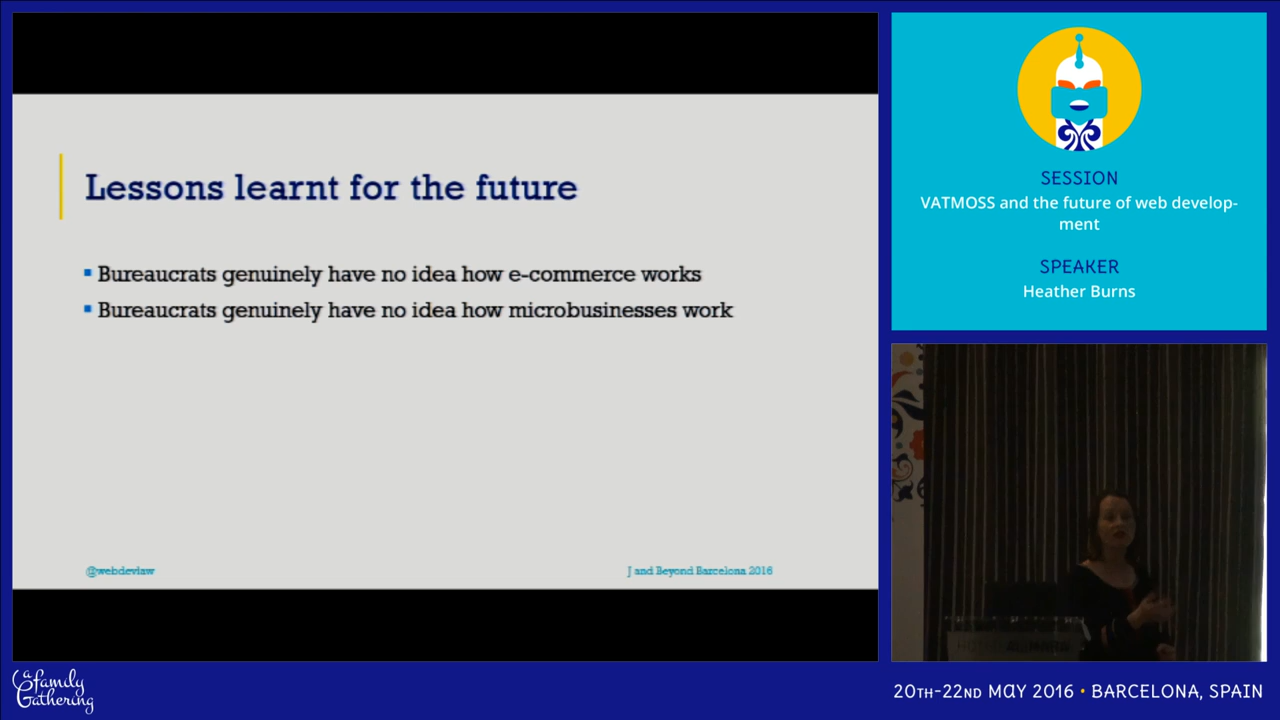 Lessons learnt for the future
Bureaucrats genuinely have no idea how e-commerce works
Bureaucrats genuinely have no idea how microbusinesses work
@webdevlaw
J and Beyond Barcelona 2016
SESSION
VATMOSS and the future of web develop-
ment
SPEAKER
Heather Burns
a
family
Gathering
20TH-22ND MAY 2016 • BARCELONA, SPAIN